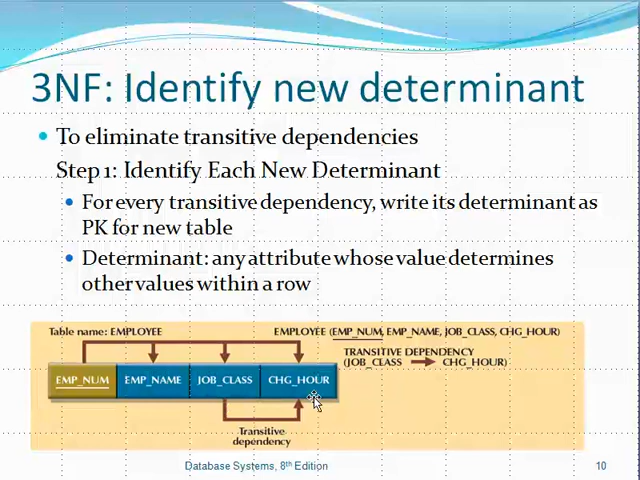 3NF: Identify new determinant
To eliminate transitive dependencies
Step 1: Identify Each New Determinant
For every transitive dependency, write its determinant as
PK for new table
Determinant: any attribute whose value determines
other values within a row
Table name: EMPLOYEE
EMPLOYEE (EMP_NUM, EMP_NAME, JOB_CLASS, CHG_HOUR)
TRANSITIVE DEPENDENCY
(JOB_CLASS → CHG_HOUR)
EMP_NUM EMP_NAME JOB_CLASS CHG_HOUR
Transitive
dependency
Database Systems, 8th Edition
10